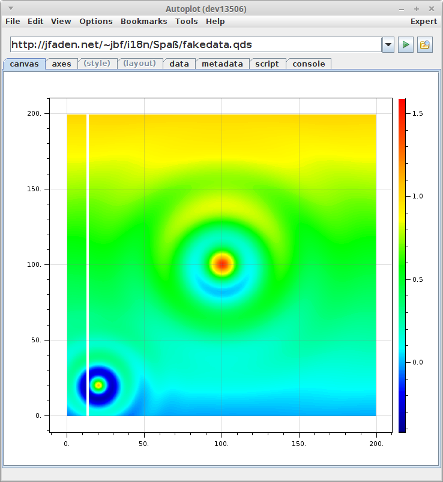 Autoplot (dev13506)
File Edit View Options Bookmarks Tools Help Expert
http://jfaden.net/~jbf/i18n/Spaß/fakedata.qds
canvas axes (style) (layout) data metadata script console
200.
150.
100.
50.
0.
0. 50. 100. 150. 200.
1.5
1.0
0.5
0.0